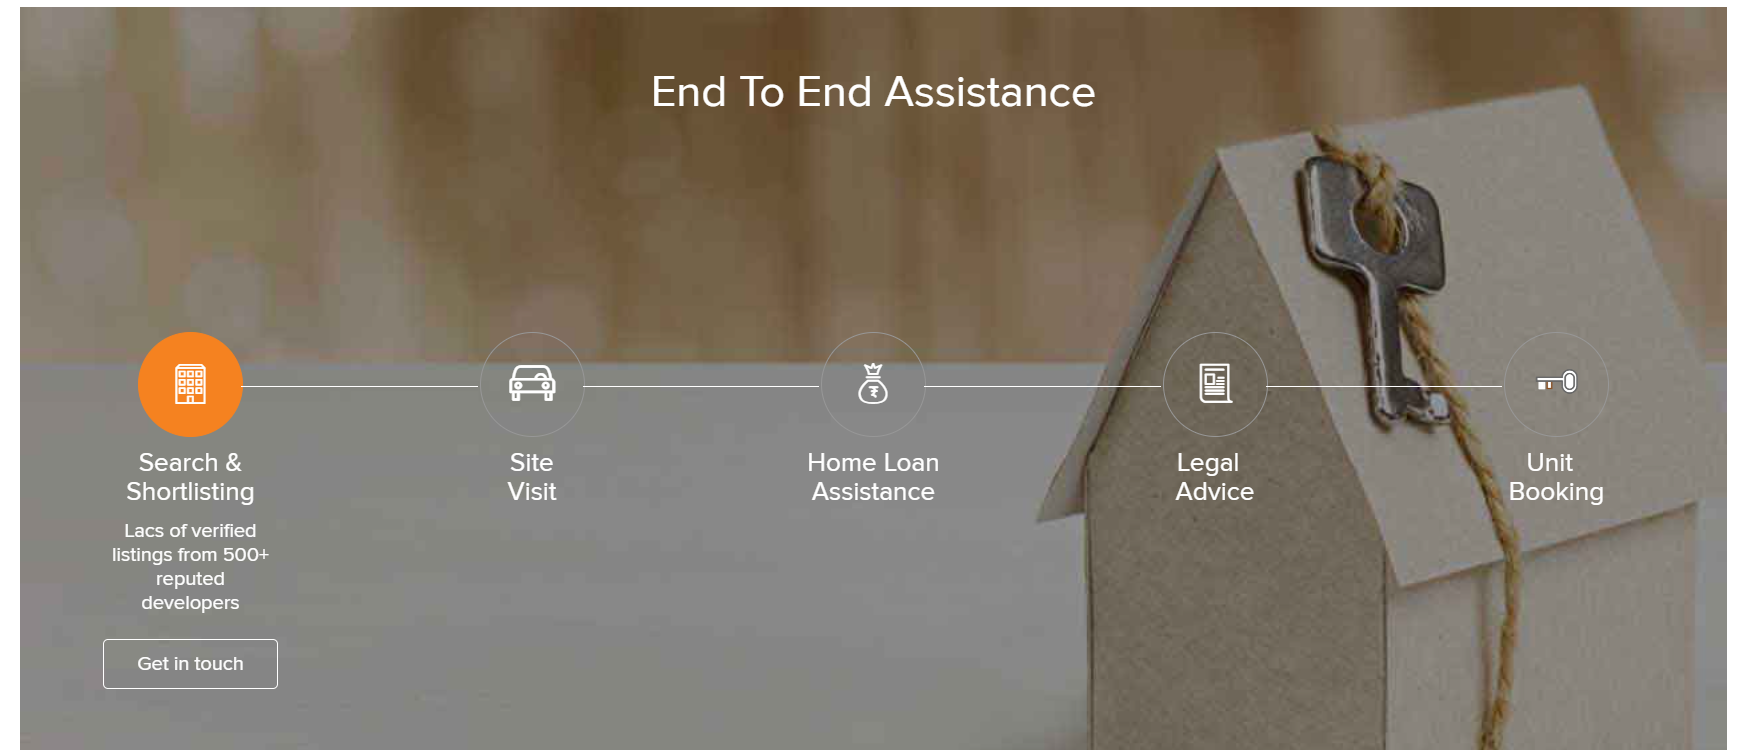 End To End Assistance
Search &
Shortlisting
Lacs of verified
listings from 500+
reputed
developers
Get in touch
Site
Visit
Home Loan
Assistance
Legal
Advice
Unit
Booking